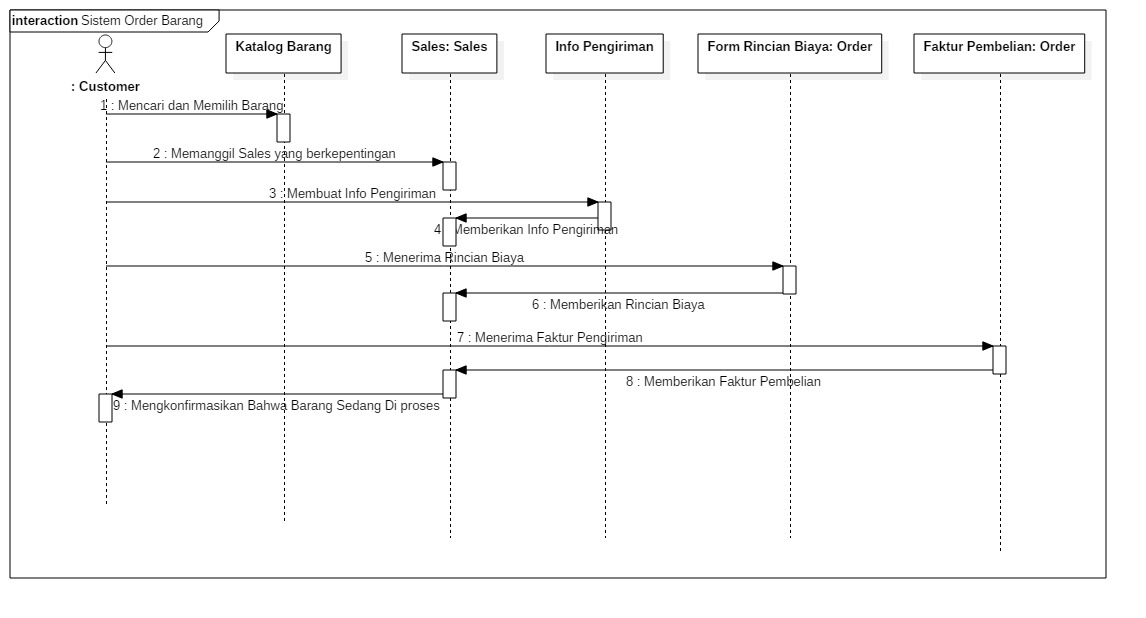 interaction Sistem Order Barang
Katalog Barang
Sales: Sales
Info Pengiriman
Form Rincian Biaya: Order
Faktur Pembelian: Order
: Customer
1 : Mencari dan Memilih Barang
2 : Memanggil Sales yang berkepentingan
3 : Membuat Info Pengiriman
4 : Memberikan Info Pengiriman
5 : Menerima Rincian Biaya
6 : Memberikan Rincian Biaya
7 : Menerima Faktur Pengiriman
8 : Memberikan Faktur Pembelian
9 : Mengkonfirmasikan Bahwa Barang Sedang Di proses